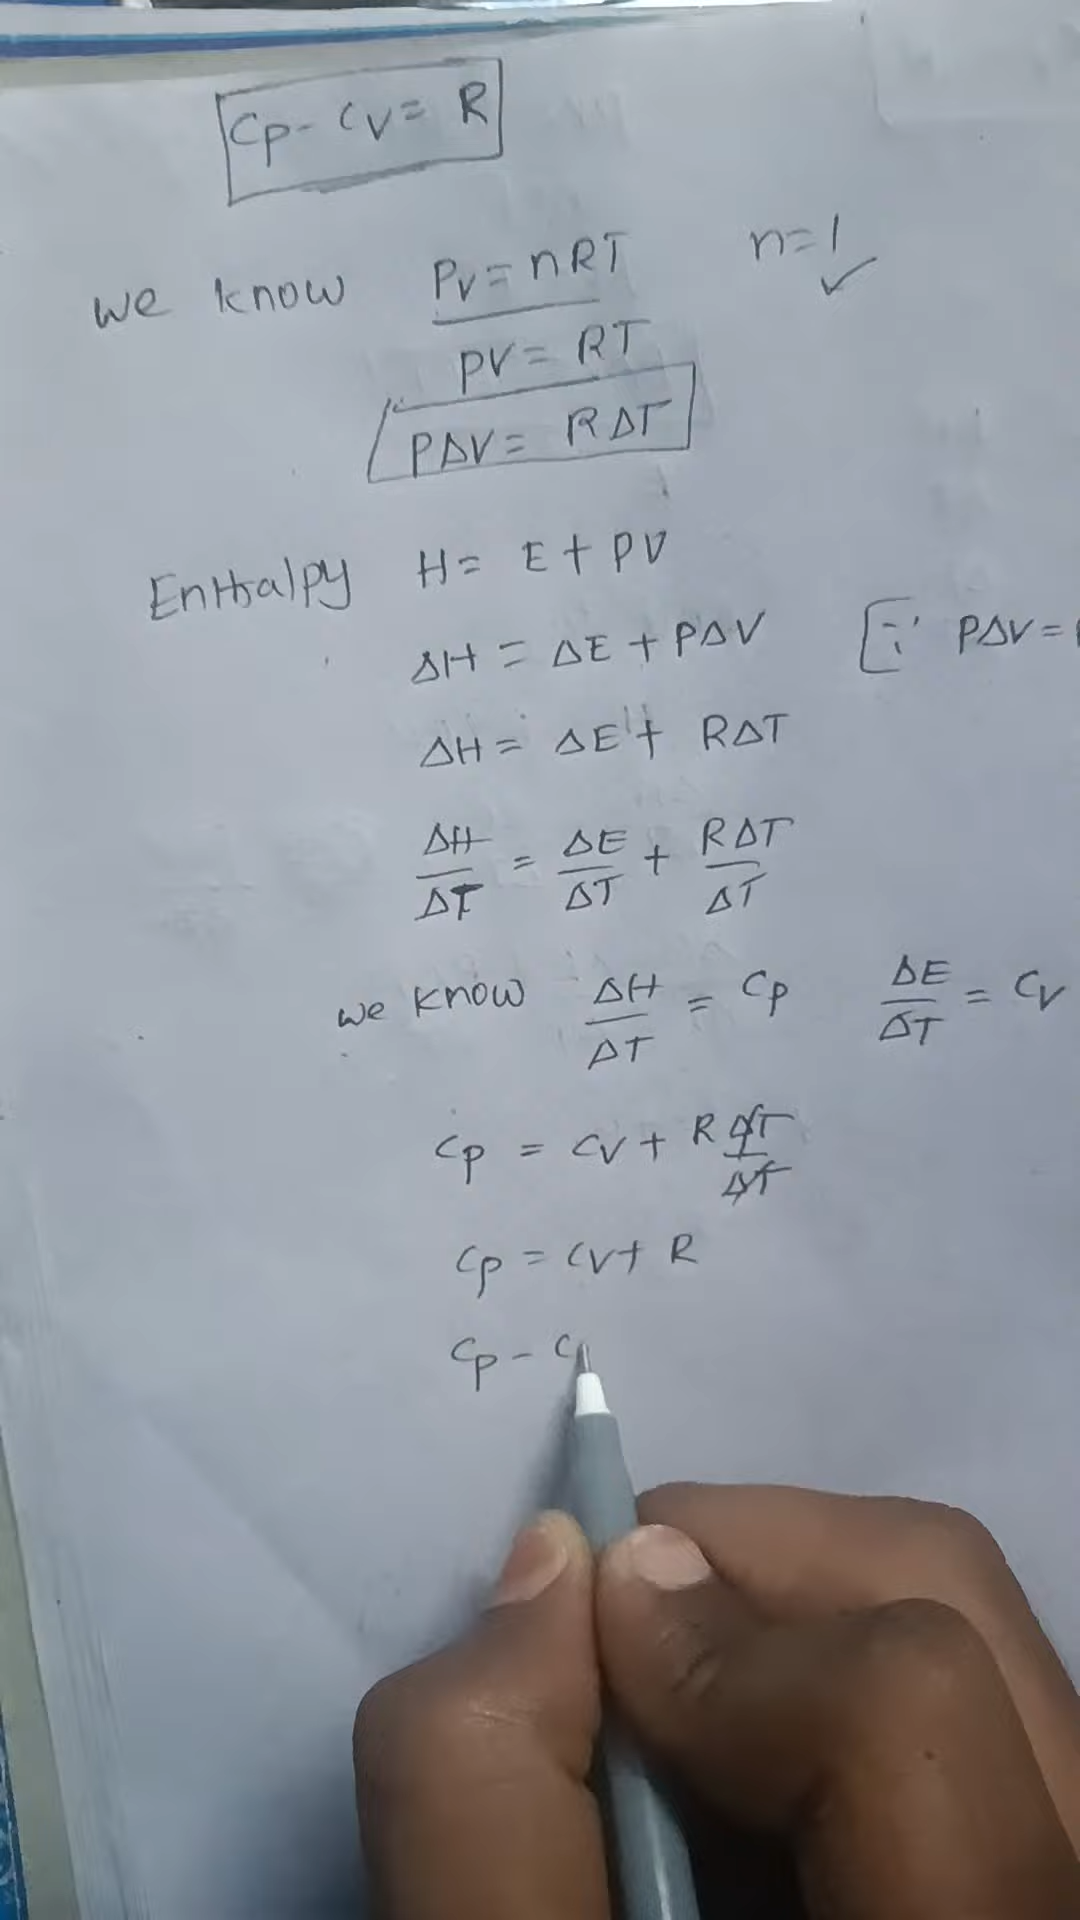 Cp - Cv = R
we know PV = nRT n=1 ✓
PV = RT
PΔV = RΔT
Enthalpy H = E + PV
ΔH = ΔE + PΔV [∵ PΔV =
ΔH = ΔE + RΔT
ΔH/ΔT = ΔE/ΔT + RΔT/ΔT
we know ΔH/ΔT = Cp ΔE/ΔT = Cv
Cp = Cv + R ΔT/ΔT
Cp = Cv + R
Cp - C